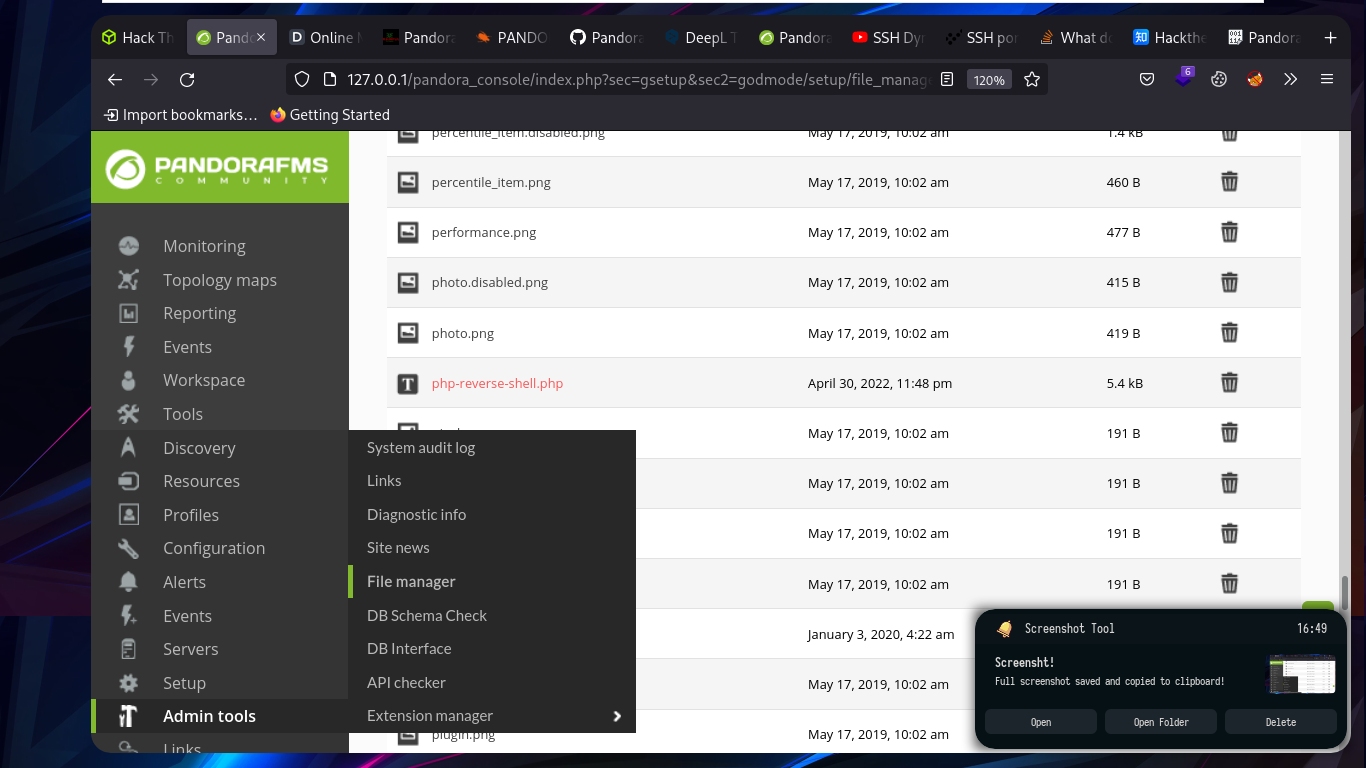 Hack Th
Pand
Online M
Pandora
PANDO
Pandora
DeepL T
Pandora
SSH Dyn
SSH por
What do
知 Hackthe
Pandora
127.0.0.1/pandora_console/index.php?sec=gsetup&sec2=godmode/setup/file_manag
120%
6
Import bookmarks…
Getting Started
PANDORAFMS
COMMUNITY
Monitoring
Topology maps
Reporting
Events
Workspace
Tools
Discovery
Resources
Profiles
Configuration
Alerts
Events
Servers
Setup
Admin tools
Links
System audit log
Links
Diagnostic info
Site news
File manager
DB Schema Check
DB Interface
API checker
Extension manager
percentile_item.disabled.png May 17, 2019, 10:02 am 1.4 kB
percentile_item.png May 17, 2019, 10:02 am 460 B
performance.png May 17, 2019, 10:02 am 477 B
photo.disabled.png May 17, 2019, 10:02 am 415 B
photo.png May 17, 2019, 10:02 am 419 B
php-reverse-shell.php April 30, 2022, 11:48 pm 5.4 kB
May 17, 2019, 10:02 am 191 B
May 17, 2019, 10:02 am 191 B
May 17, 2019, 10:02 am 191 B
May 17, 2019, 10:02 am 191 B
January 3, 2020, 4:22 am
May 17, 2019, 10:02 am
plugin.png May 17, 2019, 10:02 am
Screenshot Tool 16:49
Screensht!
Full screenshot saved and copied to clipboard!
Open
Open Folder
Delete